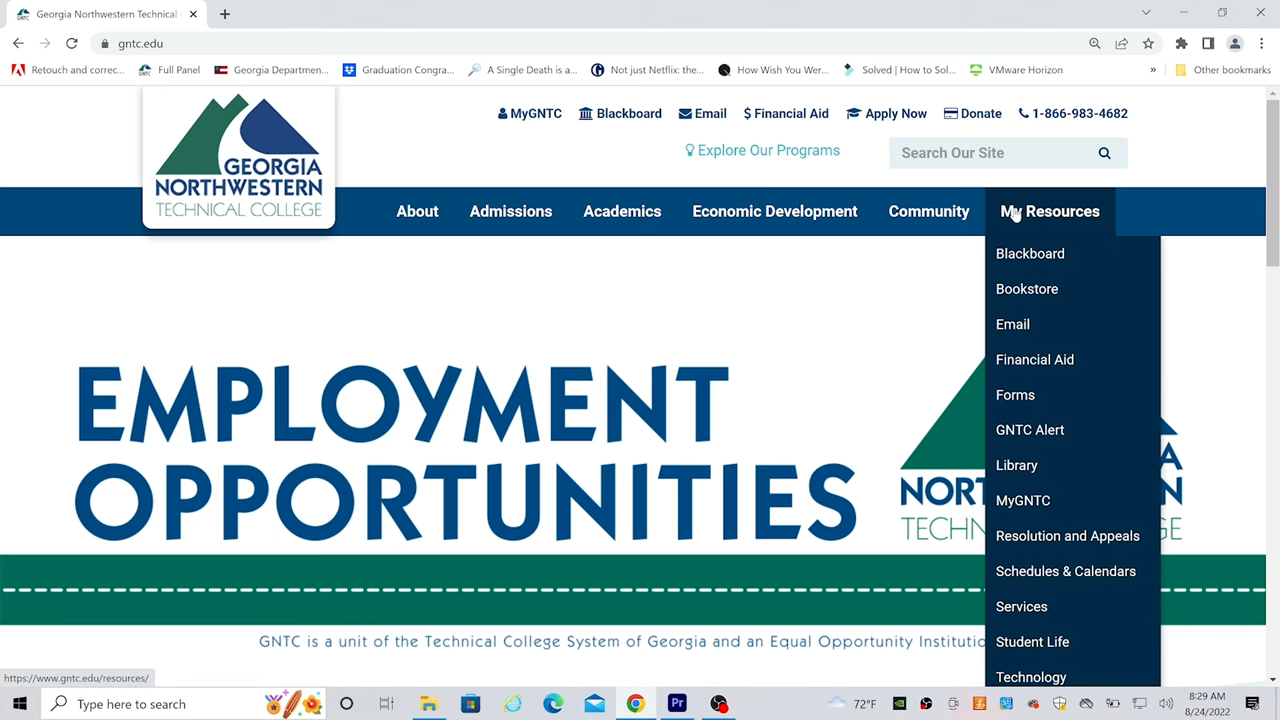 Georgia Northwestern Technical
gntc.edu
Retouch and correc...
Full Panel
Georgia Departmen...
Graduation Congra...
A Single Death is a...
Not just Netflix: the...
How Wish You Wer...
Solved | How to Sol...
VMware Horizon
»
Other bookmarks
MyGNTC
Blackboard
Email
$ Financial Aid
Apply Now
Donate
1-866-983-4682
Explore Our Programs
Search Our Site
GEORGIA
NORTHWESTERN
TECHNICAL COLLEGE
About
Admissions
Academics
Economic Development
Community
My Resources
Blackboard
Bookstore
Email
Financial Aid
Forms
GNTC Alert
Library
MyGNTC
Resolution and Appeals
Schedules & Calendars
Services
Student Life
Technology
EMPLOYMENT
OPPORTUNITIES
GNTC is a unit of the Technical College System of Georgia and an Equal Opportunity Institutio
https://www.gntc.edu/resources/
Type here to search
Pr
72°F
8:29 AM
8/24/2022